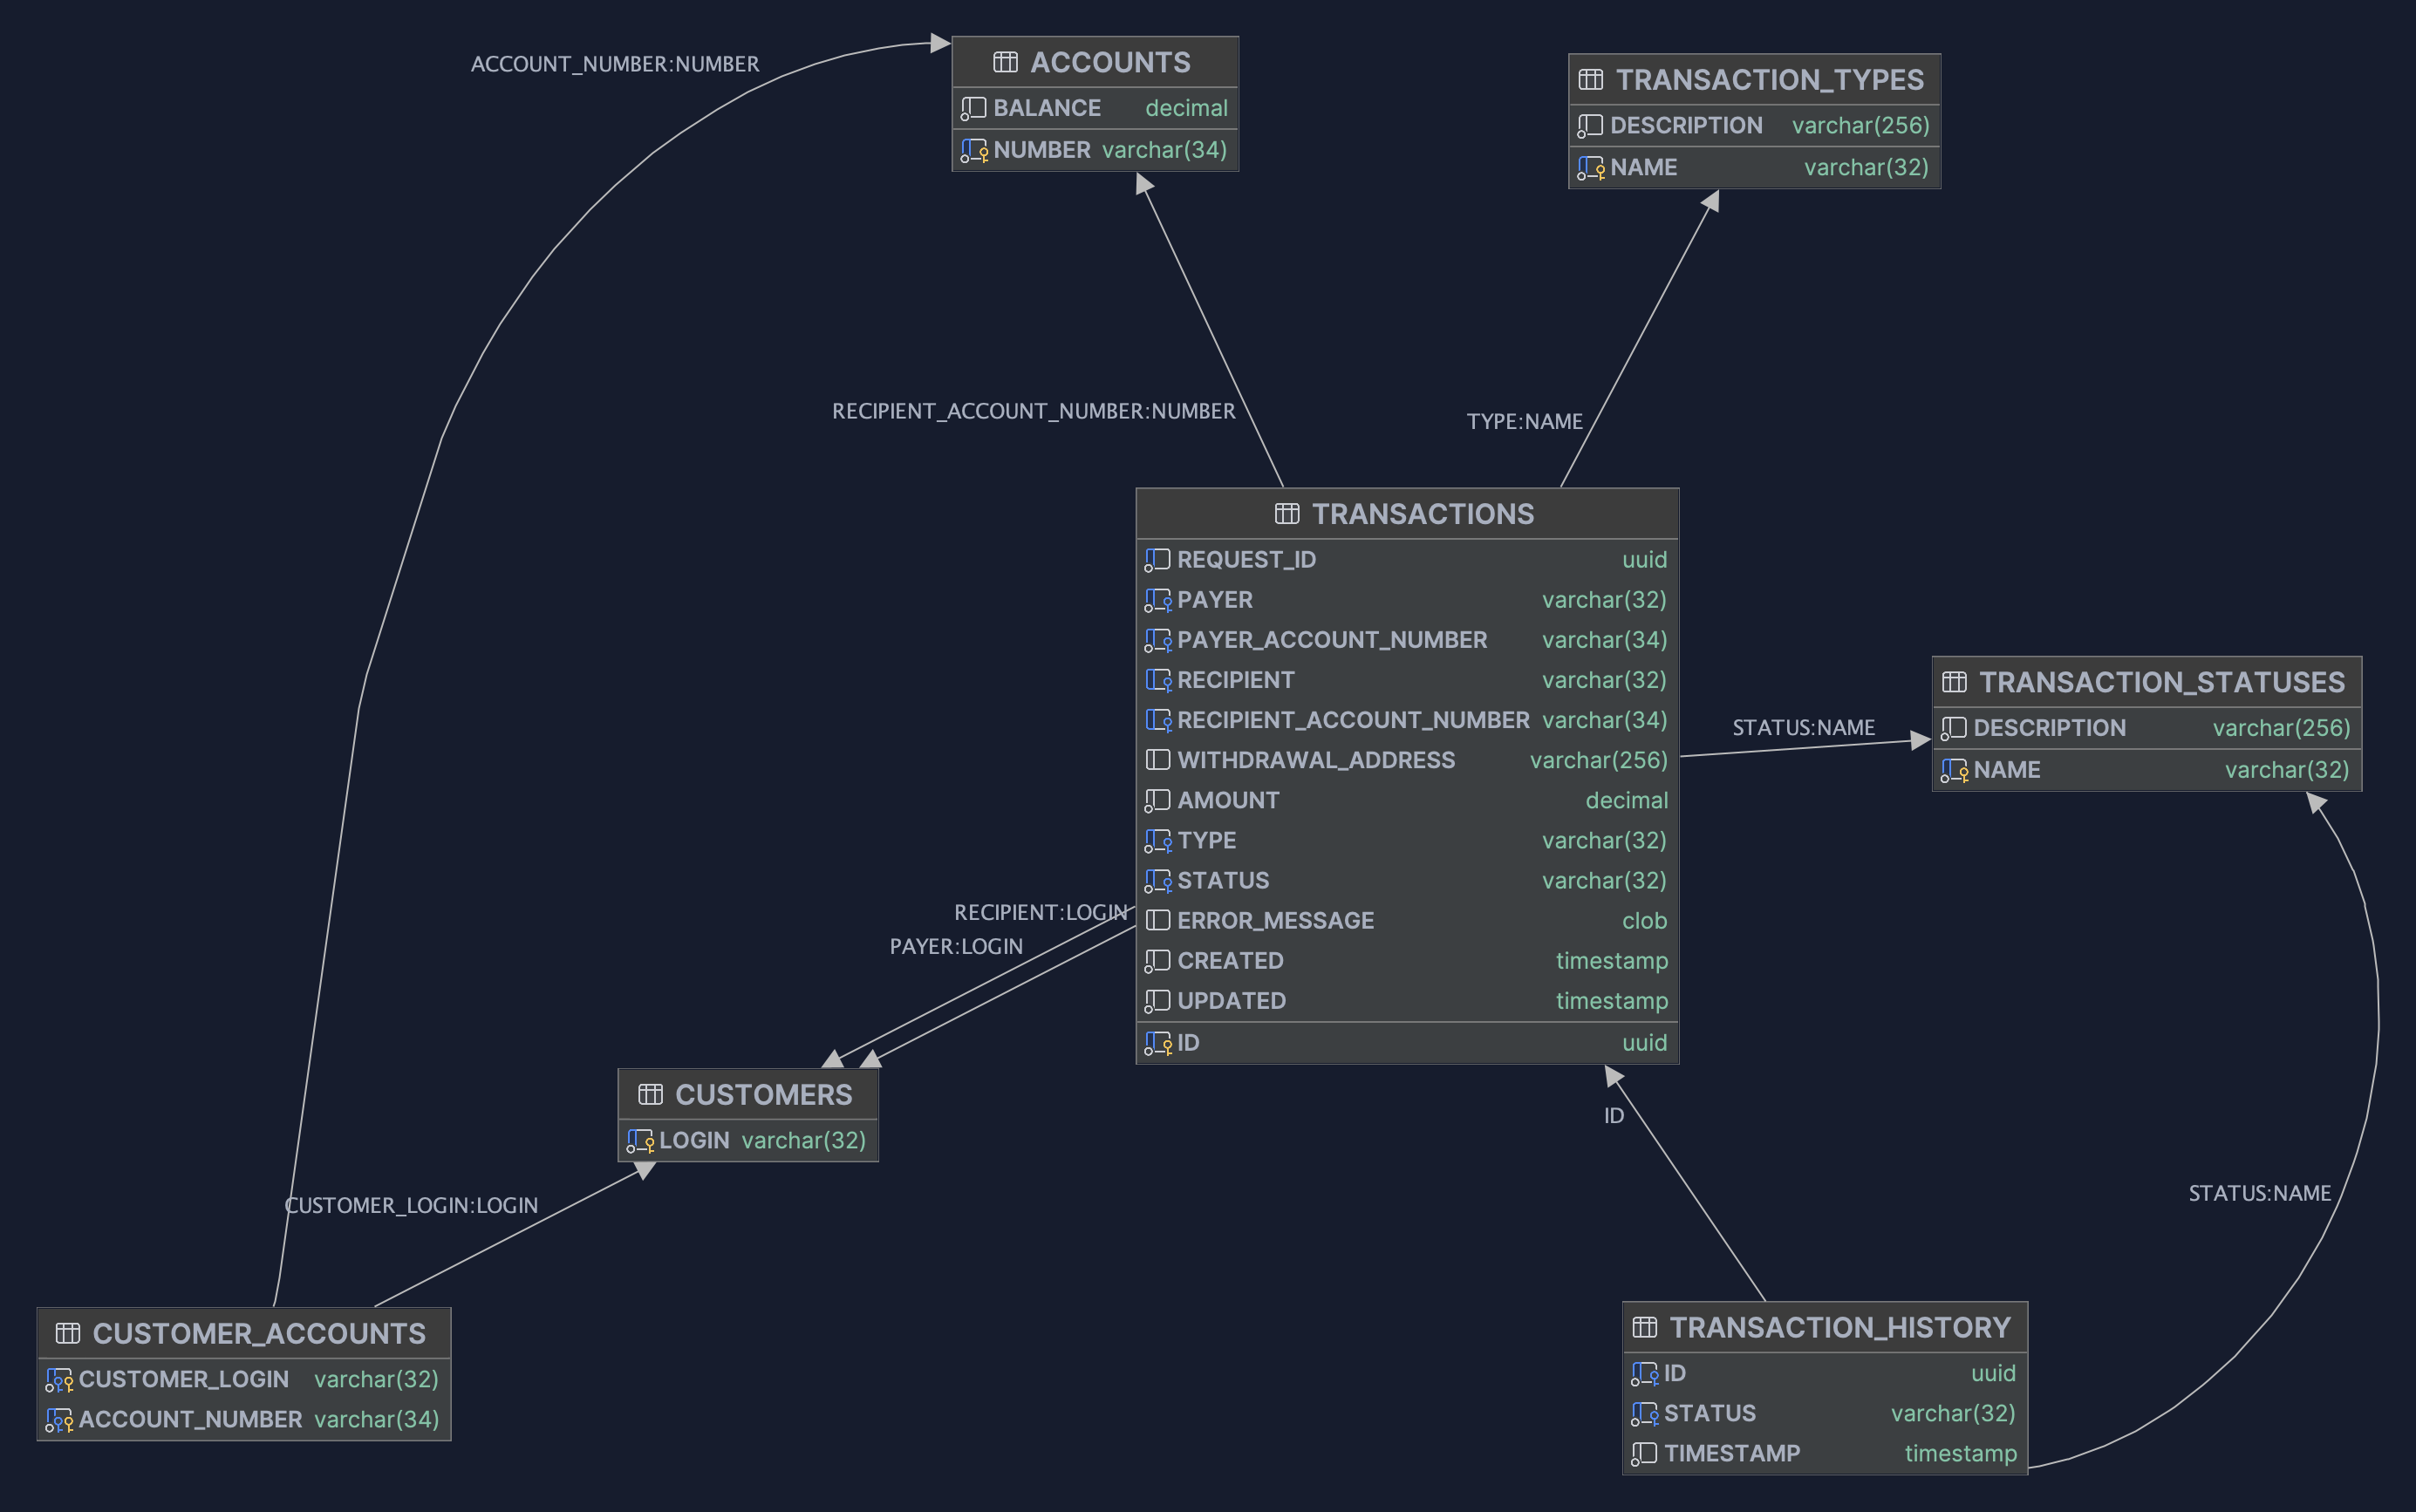 ACCOUNT_NUMBER:NUMBER
ACCOUNTS
BALANCE decimal
NUMBER varchar(34)
TRANSACTION_TYPES
DESCRIPTION varchar(256)
NAME varchar(32)
RECIPIENT_ACCOUNT_NUMBER:NUMBER
TYPE:NAME
TRANSACTIONS
REQUEST_ID uuid
PAYER varchar(32)
PAYER_ACCOUNT_NUMBER varchar(34)
RECIPIENT varchar(32)
RECIPIENT_ACCOUNT_NUMBER varchar(34)
WITHDRAWAL_ADDRESS varchar(256)
AMOUNT decimal
TYPE varchar(32)
STATUS varchar(32)
ERROR_MESSAGE clob
CREATED timestamp
UPDATED timestamp
ID uuid
STATUS:NAME
TRANSACTION_STATUSES
DESCRIPTION varchar(256)
NAME varchar(32)
RECIPIENT:LOGIN
PAYER:LOGIN
CUSTOMERS
LOGIN varchar(32)
ID
CUSTOMER_LOGIN:LOGIN
STATUS:NAME
CUSTOMER_ACCOUNTS
CUSTOMER_LOGIN varchar(32)
ACCOUNT_NUMBER varchar(34)
TRANSACTION_HISTORY
ID uuid
STATUS varchar(32)
TIMESTAMP timestamp